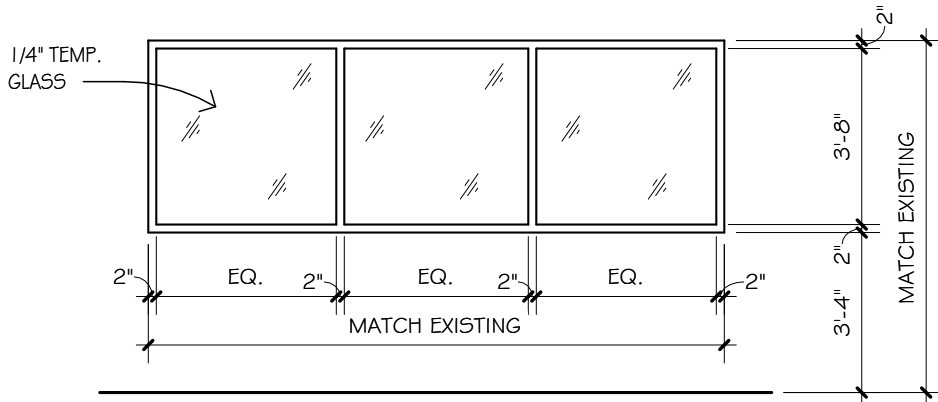 2"
1/4" TEMP.
GLASS
3'-8"
MATCH EXISTING
2"
2"
EQ.
2"
EQ.
2"
EQ.
2"
3'-4"
MATCH EXISTING